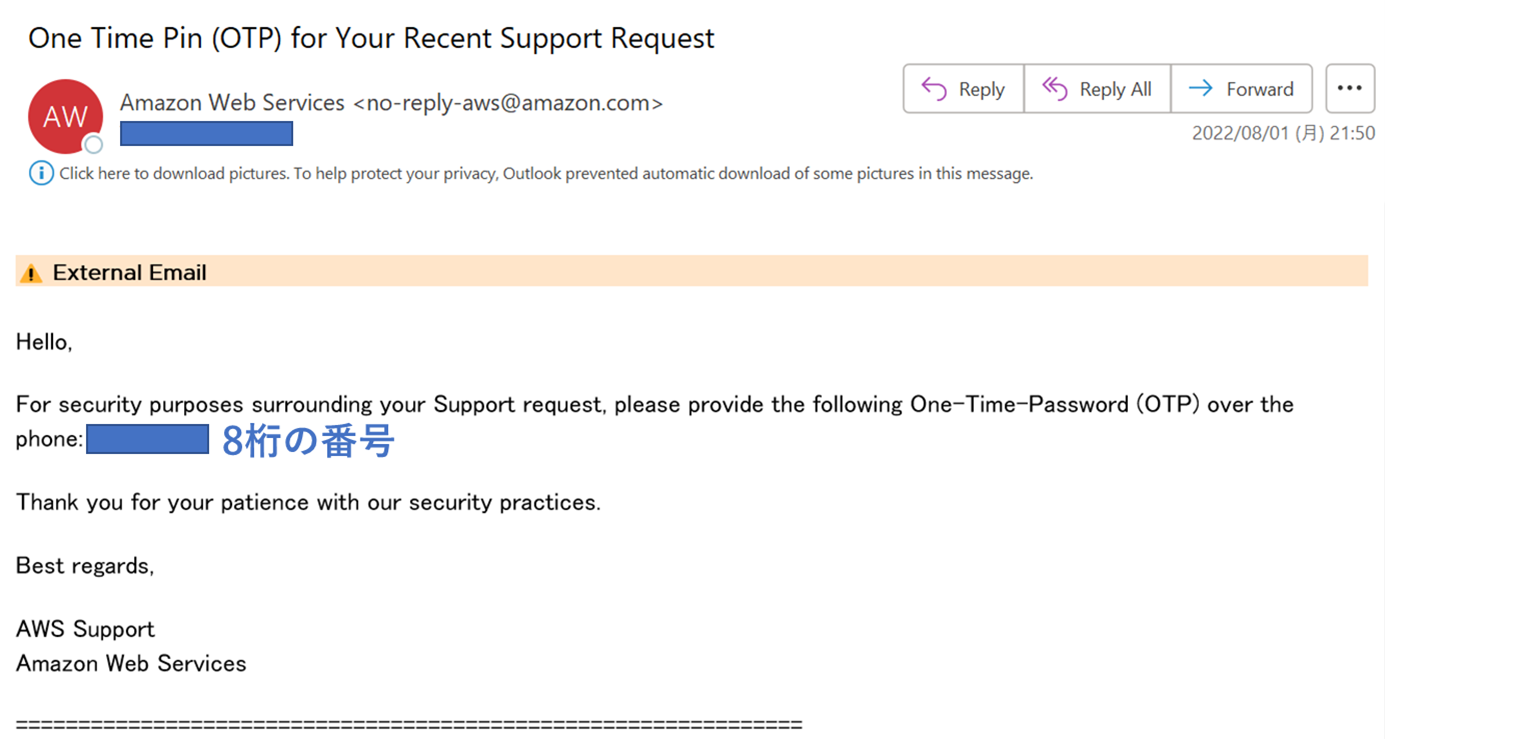 One Time Pin (OTP) for Your Recent Support Request
AW
Amazon Web Services <no-reply-aws@amazon.com>
Reply
Reply All
Forward
2022/08/01 (月) 21:50
Click here to download pictures. To help protect your privacy, Outlook prevented automatic download of some pictures in this message.
External Email
Hello,
For security purposes surrounding your Support request, please provide the following One-Time-Password (OTP) over the
phone: 8桁の番号
Thank you for your patience with our security practices.
Best regards,
AWS Support
Amazon Web Services
===============================================================